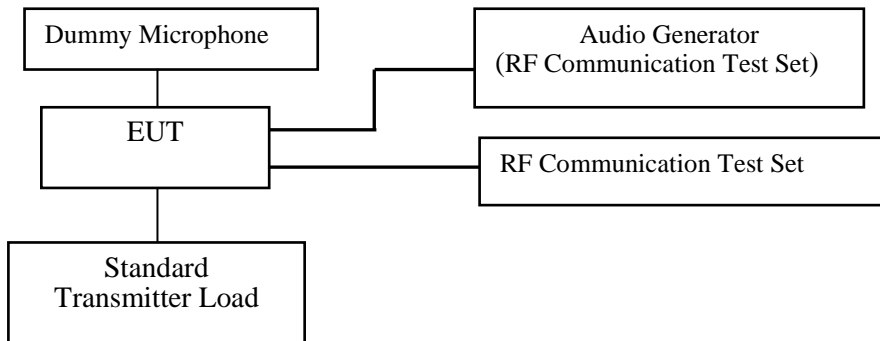 Dummy Microphone
Audio Generator
(RF Communication Test Set)
EUT
RF Communication Test Set
Standard
Transmitter Load